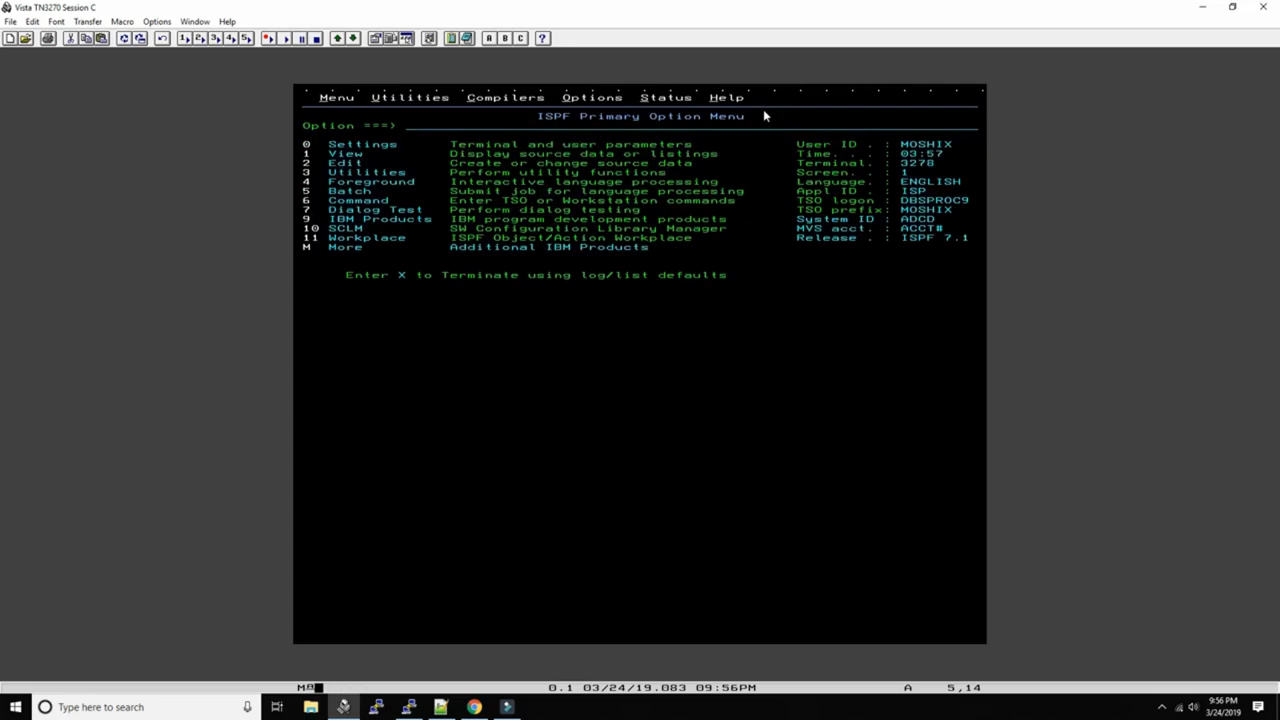 Vista TN3270 Session C
File Edit Font Transfer Macro Options Window Help
1 2 3 4 5 A B C ?
Menu Utilities Compilers Options Status Help
ISPF Primary Option Menu
Option ===>
0 Settings Terminal and user parameters User ID . : MOSHIX
1 View Display source data or listings Time. . . : 03:57
2 Edit Create or change source data Terminal. : 3278
3 Utilities Perform utility functions Screen. . : 1
4 Foreground Interactive language processing Language. : ENGLISH
5 Batch Submit job for language processing Appl ID . : ISP
6 Command Enter TSO or Workstation commands TSO logon : DBSPROC9
7 Dialog Test Perform dialog testing TSO prefix: MOSHIX
9 IBM Products IBM program development products System ID : ADCD
10 SCLM SW Configuration Library Manager MVS acct. : ACCT#
11 Workplace ISPF Object/Action Workplace Release . : ISPF 7.1
M More Additional IBM Products
Enter X to Terminate using log/list defaults
0.1 03/24/19.083 09:56PM A 5,14
Type here to search
9:56 PM
3/24/2019